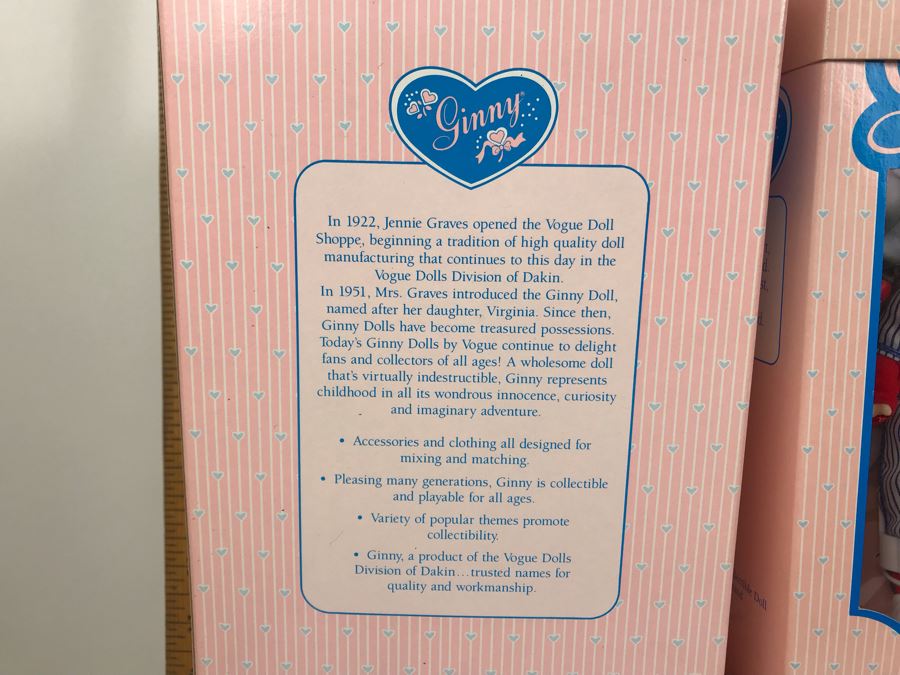 Ginny®
In 1922, Jennie Graves opened the Vogue Doll
Shoppe, beginning a tradition of high quality doll
manufacturing that continues to this day in the
Vogue Dolls Division of Dakin.
In 1951, Mrs. Graves introduced the Ginny Doll,
named after her daughter, Virginia. Since then,
Ginny Dolls have become treasured possessions.
Today's Ginny Dolls by Vogue continue to delight
fans and collectors of all ages! A wholesome doll
that's virtually indestructible, Ginny represents
childhood in all its wondrous innocence, curiosity
and imaginary adventure.
• Accessories and clothing all designed for
mixing and matching.
• Pleasing many generations, Ginny is collectible
and playable for all ages.
• Variety of popular themes promote
collectibility.
• Ginny, a product of the Vogue Dolls
Division of Dakin...trusted names for
quality and workmanship.
Doll